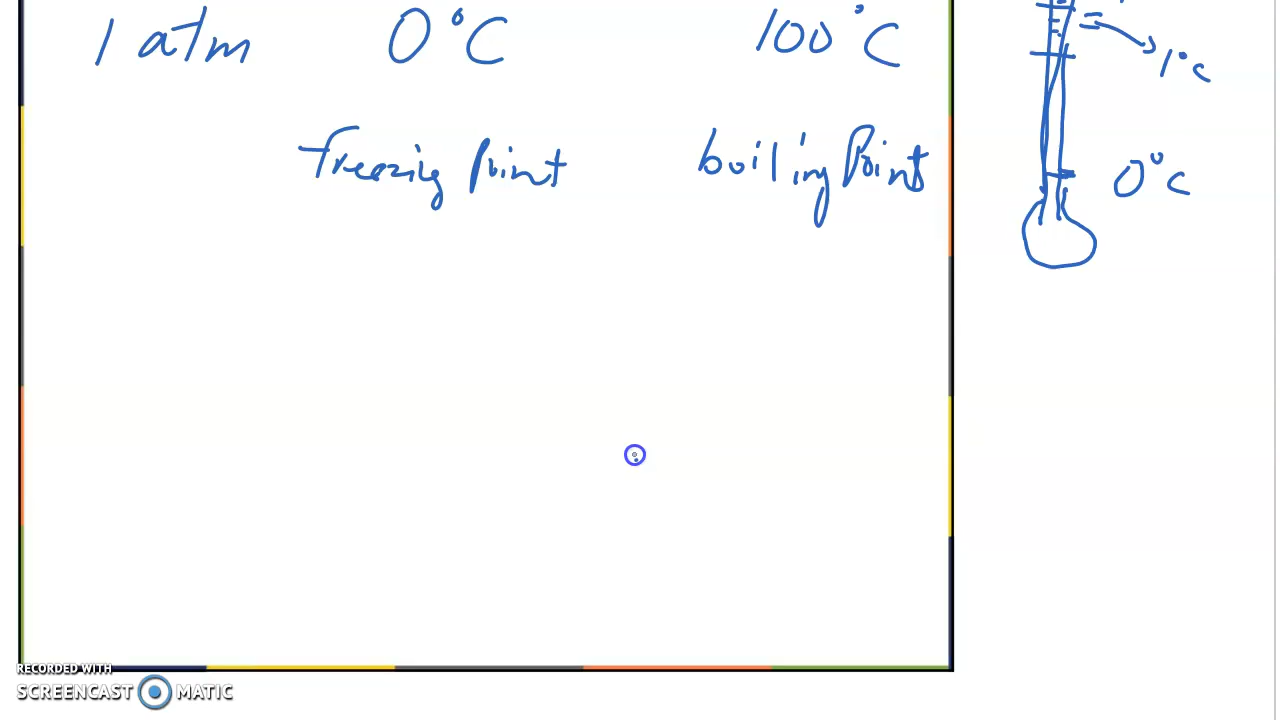 1 atm 0°C 100°C
1°C
freezing Point boiling Point
0°C
RECORDED WITH
SCREENCAST MATIC